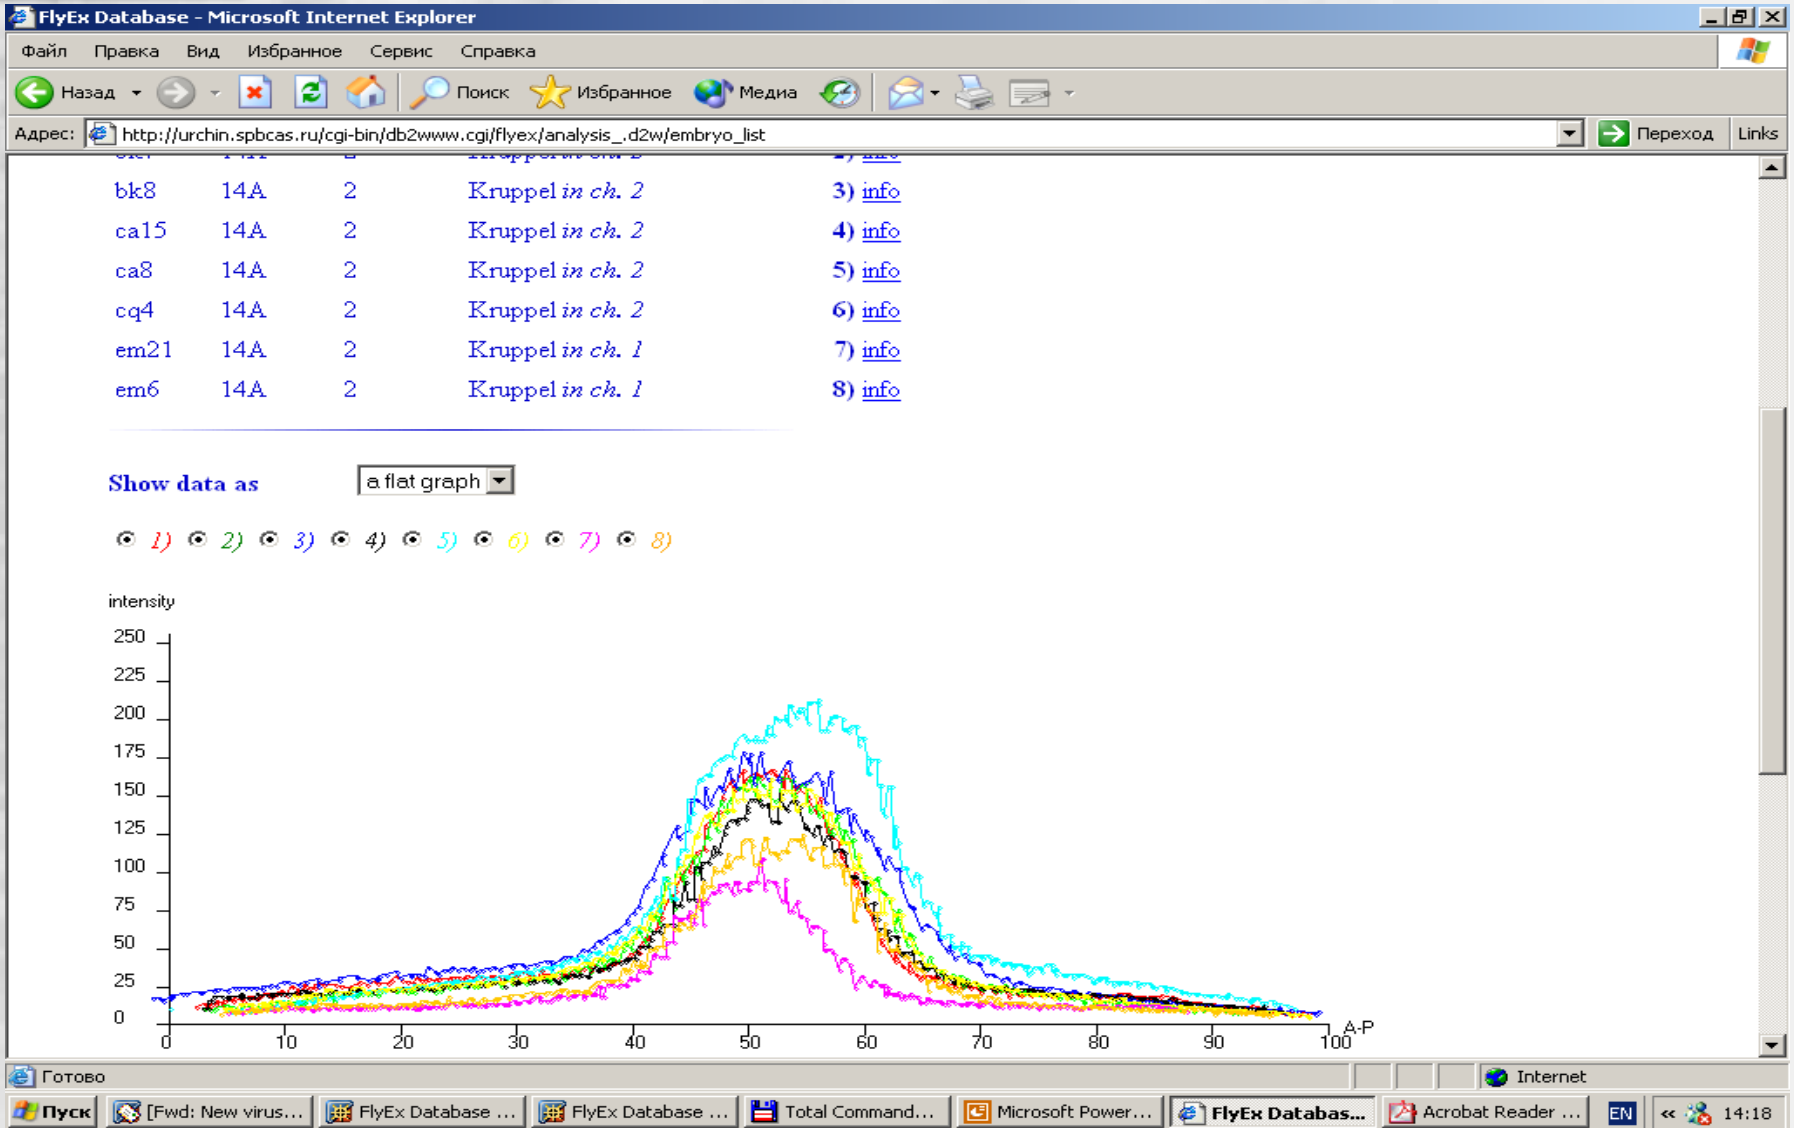 FlyEx Database - Microsoft Internet Explorer
Файл Правка Вид Избранное Сервис Справка
Назад Поиск Избранное Медиа
Адрес: http://urchin.spbcas.ru/cgi-bin/db2www.cgi/flyex/analysis_.d2w/embryo_list Переход Links
bk8 14A 2 Kruppel in ch. 2 3) info
ca15 14A 2 Kruppel in ch. 2 4) info
ca8 14A 2 Kruppel in ch. 2 5) info
cq4 14A 2 Kruppel in ch. 2 6) info
em21 14A 2 Kruppel in ch. 1 7) info
em6 14A 2 Kruppel in ch. 1 8) info
Show data as a flat graph
1) 2) 3) 4) 5) 6) 7) 8)
intensity
250
225
200
175
150
125
100
75
50
25
0
0 10 20 30 40 50 60 70 80 90 100 A-P
Готово Internet
Пуск [Fwd: New virus... FlyEx Database ... FlyEx Database ... Total Command... Microsoft Power... FlyEx Databas... Acrobat Reader ... EN « 14:18